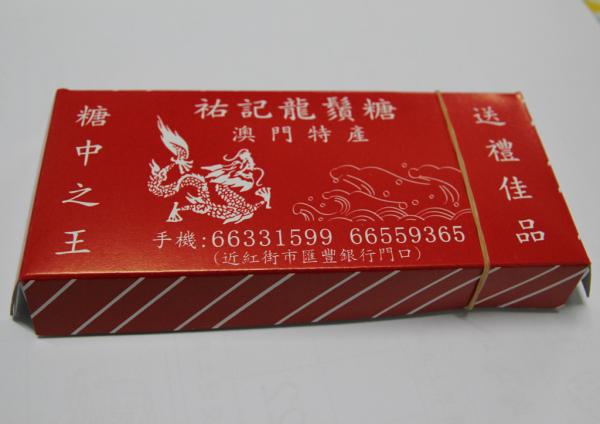 祐記龍鬚糖
澳門特產
糖中之王
送禮佳品
手機:66331599 66559365
(近紅街市匯豐銀行門口)